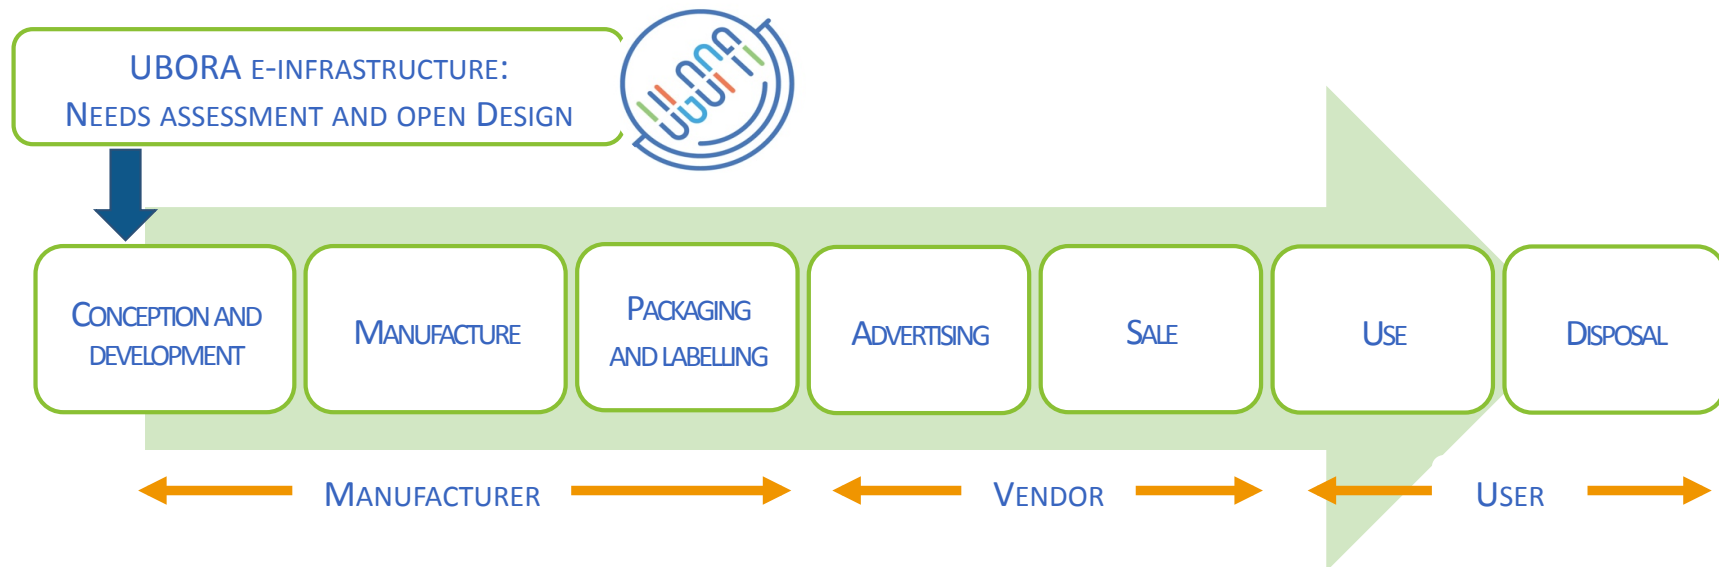 UBORA E-INFRASTRUCTURE:
NEEDS ASSESSMENT AND OPEN DESIGN
CONCEPTION AND
DEVELOPMENT
MANUFACTURE
PACKAGING
AND LABELLING
ADVERTISING
SALE
USE
DISPOSAL
MANUFACTURER
VENDOR
USER